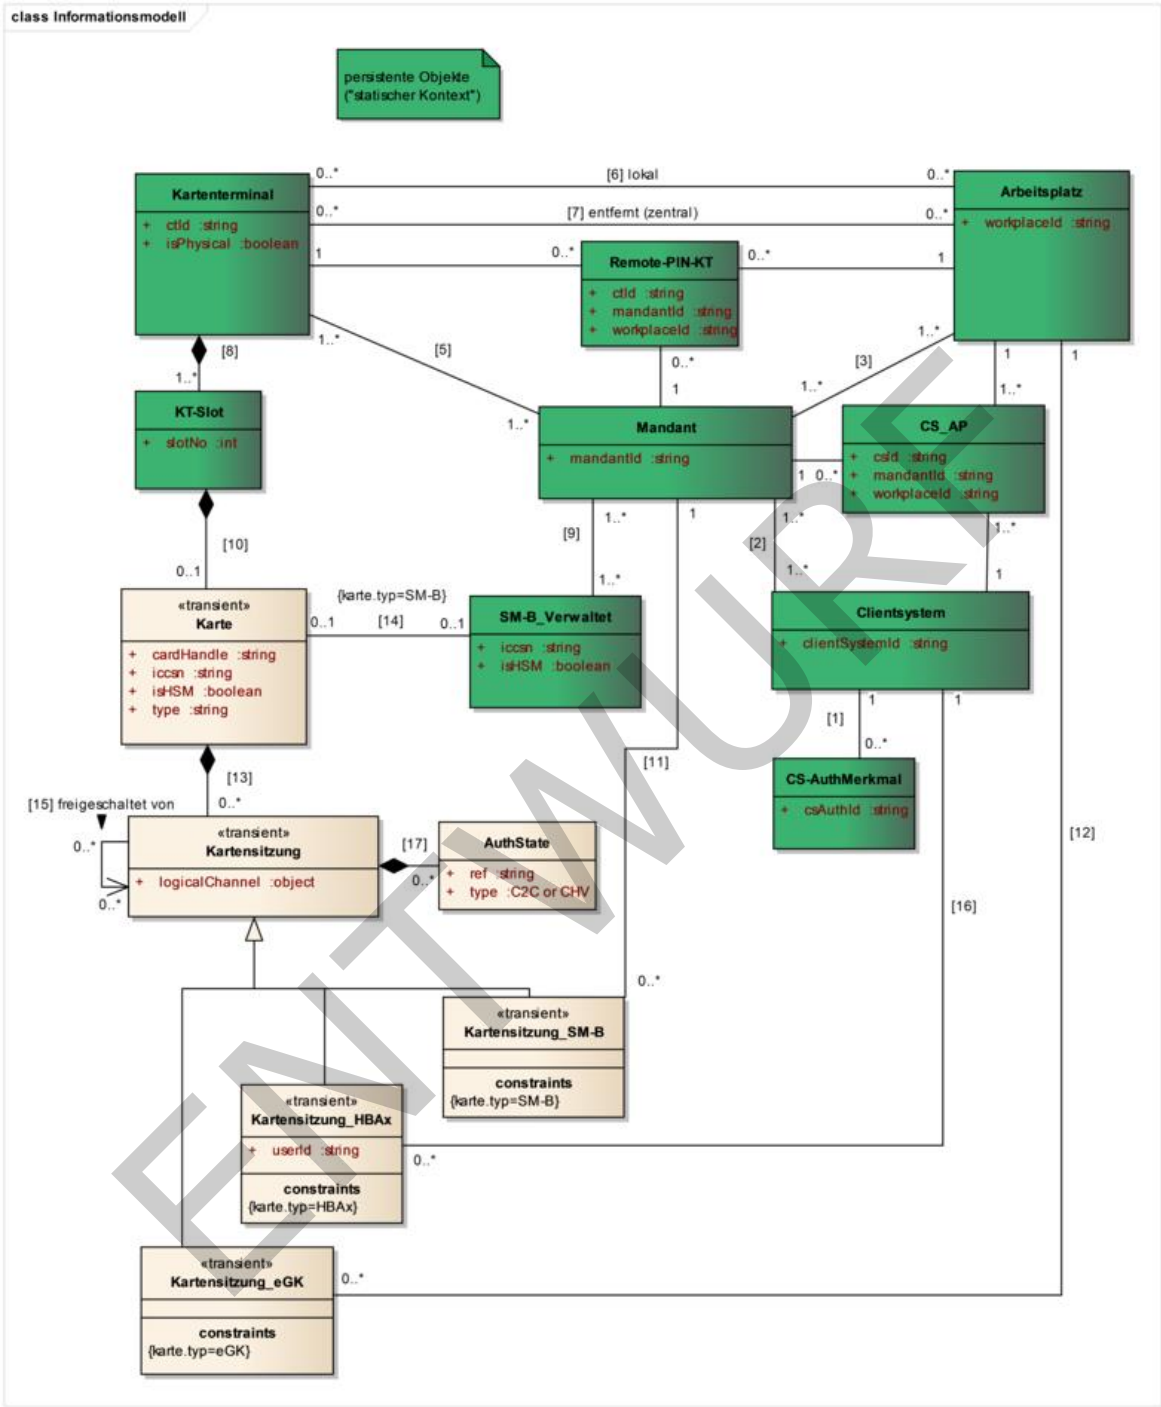 class Informationsmodell
persistente Objekte
("statischer Kontext")
0..*
[6] lokal
0..*
Kartenterminal
+ ctId :string
+ isPhysical :boolean
Arbeitsplatz
+ workplaceId :string
0..*
[7] entfernt (zentral)
0..*
1
0..*
Remote-PIN-KT
+ ctId :string
+ mandantId :string
+ workplaceId :string
0..*
1
1..*
[5]
1..*
0..*
1
[3]
1..*
1..*
1
1..*
1
[8]
1..*
KT-Slot
+ slotNo :int
Mandant
+ mandantId :string
1 0..*
CS_AP
+ csId :string
+ mandantId :string
+ workplaceId :string
[9]
1..*
1..*
1
1..*
[2]
1..*
1..*
1
[10]
0..1
«transient»
Karte
+ cardHandle :string
+ iccsn :string
+ isHSM :boolean
+ type :string
{karte.typ=SM-B}
0..1
[14]
0..1
SM-B_Verwaltet
+ iccsn :string
+ isHSM :boolean
Clientsystem
+ clientSystemId :string
1
[1]
0..*
1
[11]
CS-AuthMerkmal
+ csAuthId :string
[13]
0..*
[15] freigeschaltet von
0..*
0..*
«transient»
Kartensitzung
+ logicalChannel :object
[17]
0..*
AuthState
+ ref :string
+ type :C2C or CHV
[12]
[16]
0..*
«transient»
Kartensitzung_SM-B
constraints
{karte.typ=SM-B}
«transient»
Kartensitzung_HBAx
+ userId :string
constraints
{karte.typ=HBAx}
0..*
«transient»
Kartensitzung_eGK
constraints
{karte.typ=eGK}
0..*
ENTWURF